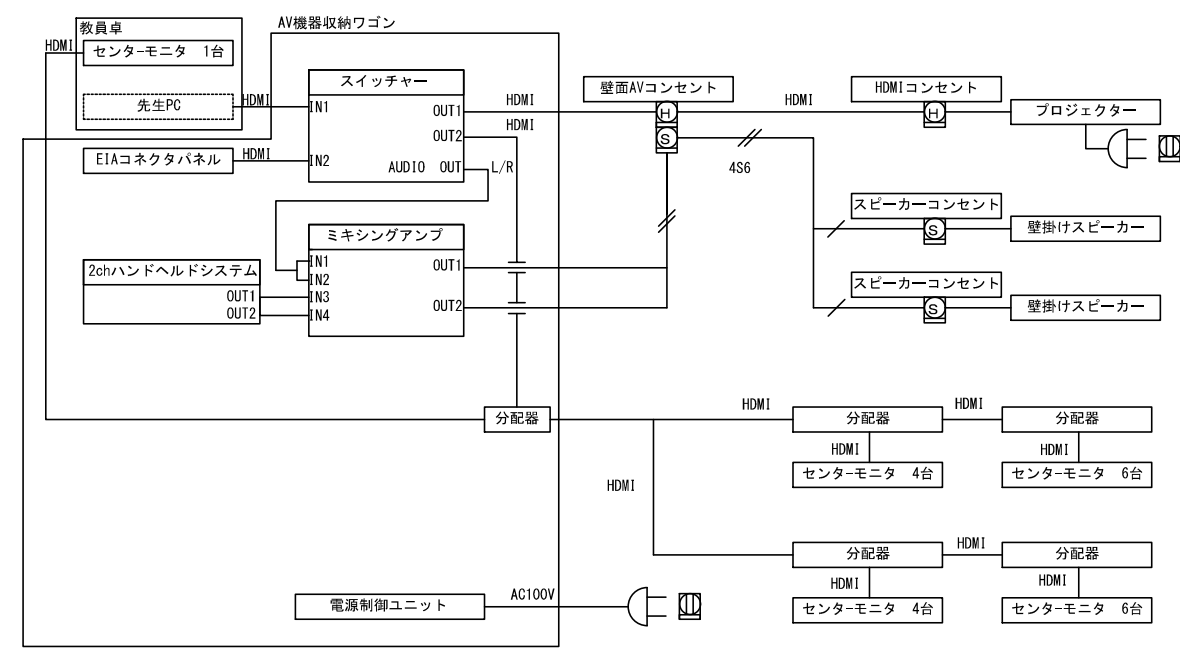 教員卓
AV機器収納ワゴン
HDMI
センターモニタ 1台
先生PC
HDMI
EIAコネクタパネル
HDMI
スイッチャー
IN1
OUT1
OUT2
IN2
AUDIO OUT
L/R
HDMI
HDMI
壁面AVコンセント
H
S
HDMI
HDMIコンセント
H
プロジェクター
4S6
スピーカーコンセント
S
壁掛けスピーカー
スピーカーコンセント
S
壁掛けスピーカー
ミキシングアンプ
IN1
IN2
IN3
IN4
OUT1
OUT2
2chハンドヘルドシステム
OUT1
OUT2
分配器
HDMI
分配器
HDMI
分配器
HDMI
HDMI
センターモニタ 4台
センターモニタ 6台
HDMI
分配器
HDMI
分配器
HDMI
HDMI
センターモニタ 4台
センターモニタ 6台
電源制御ユニット
AC100V